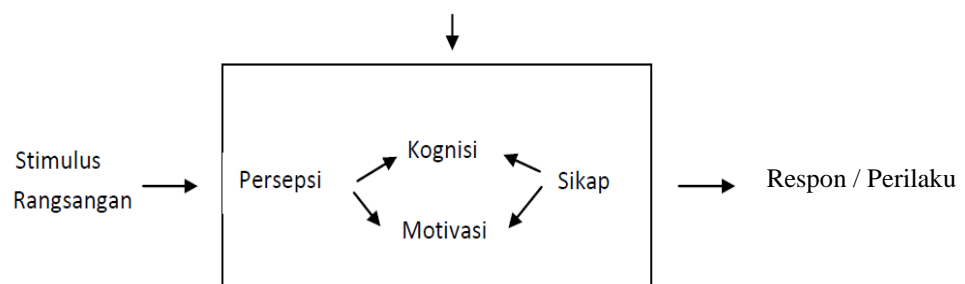 Stimulus
Rangsangan
Persepsi
Kognisi
Motivasi
Sikap
Respon / Perilaku